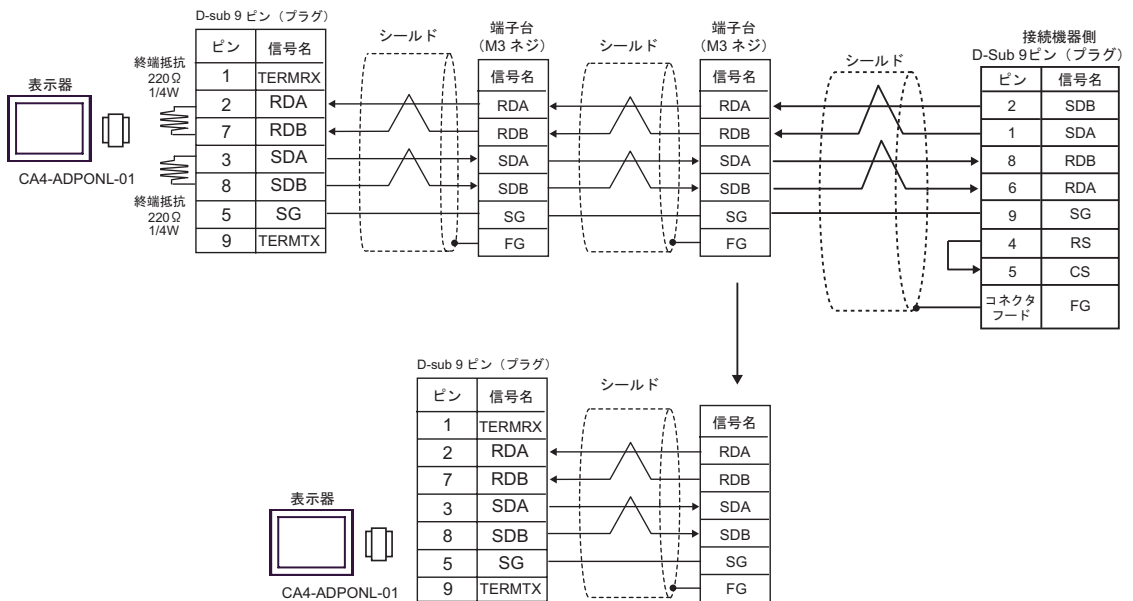 D-sub 9 ピン（プラグ）
ピン 信号名
1 TERMRX
2 RDA
7 RDB
3 SDA
8 SDB
5 SG
9 TERMTX
終端抵抗
220Ω
1/4W
表示器
CA4-ADPONL-01
終端抵抗
220Ω
1/4W
シールド
端子台
（M3 ネジ）
信号名
RDA
RDB
SDA
SDB
SG
FG
シールド
端子台
（M3 ネジ）
信号名
RDA
RDB
SDA
SDB
SG
FG
シールド
接続機器側
D-Sub 9ピン（プラグ）
ピン 信号名
2 SDB
1 SDA
8 RDB
6 RDA
9 SG
4 RS
5 CS
コネクタ
フード
FG
D-sub 9 ピン（プラグ）
ピン 信号名
1 TERMRX
2 RDA
7 RDB
3 SDA
8 SDB
5 SG
9 TERMTX
表示器
CA4-ADPONL-01
シールド
信号名
RDA
RDB
SDA
SDB
SG
FG